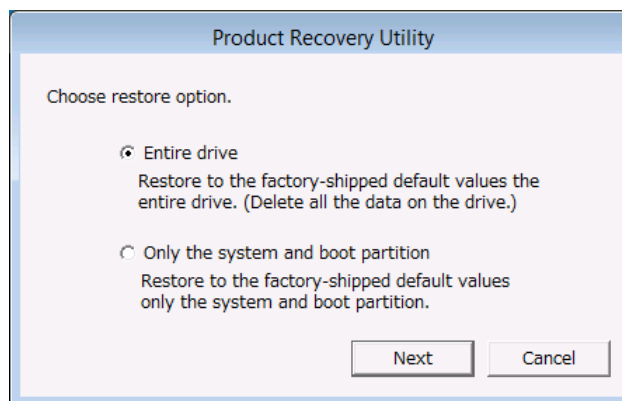 Product Recovery Utility
Choose restore option.
Entire drive
Restore to the factory-shipped default values the
entire drive. (Delete all the data on the drive.)
Only the system and boot partition
Restore to the factory-shipped default values
only the system and boot partition.
Next Cancel